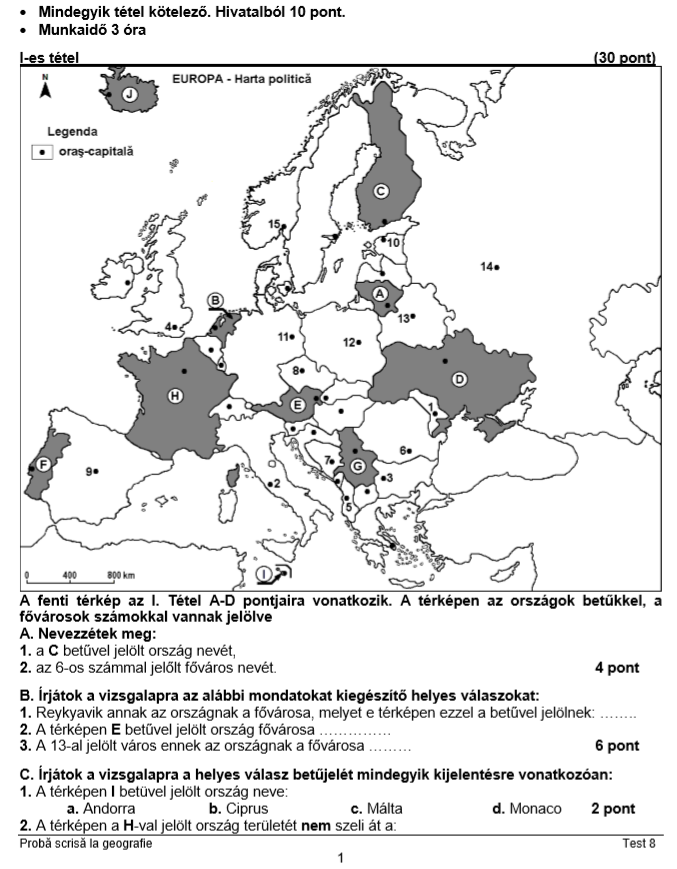 • Mindegyik tétel kötelező. Hivatalból 10 pont.
• Munkaidő 3 óra
I-es tétel (30 pont)
EUROPA - Harta politică
N
J
Legenda
oraş-capitală
C
15
10
14
A
B
13
4
11
12
8
D
H
E
1
F
9
7
G
6
2
3
5
I
0 400 800 km
A fenti térkép az I. Tétel A-D pontjaira vonatkozik. A térképen az országok betűkkel, a
fővárosok számokkal vannak jelölve
A. Nevezzétek meg:
1. a C betűvel jelölt ország nevét,
2. az 6-os számmal jelőlt főváros nevét. 4 pont
B. Írjátok a vizsgalapra az alábbi mondatokat kiegészítő helyes válaszokat:
1. Reykyavik annak az országnak a fővárosa, melyet e térképen ezzel a betűvel jelölnek: ........
2. A térképen E betűvel jelölt ország fővárosa ...............
3. A 13-al jelölt város ennek az országnak a fővárosa ......... 6 pont
C. Írjátok a vizsgalapra a helyes válasz betűjelét mindegyik kijelentésre vonatkozóan:
1. A térképen I betüvel jelölt ország neve:
a. Andorra b. Ciprus c. Málta d. Monaco 2 pont
2. A térképen a H-val jelölt ország területét nem szeli át a:
Probă scrisă la geografie Test 8
1